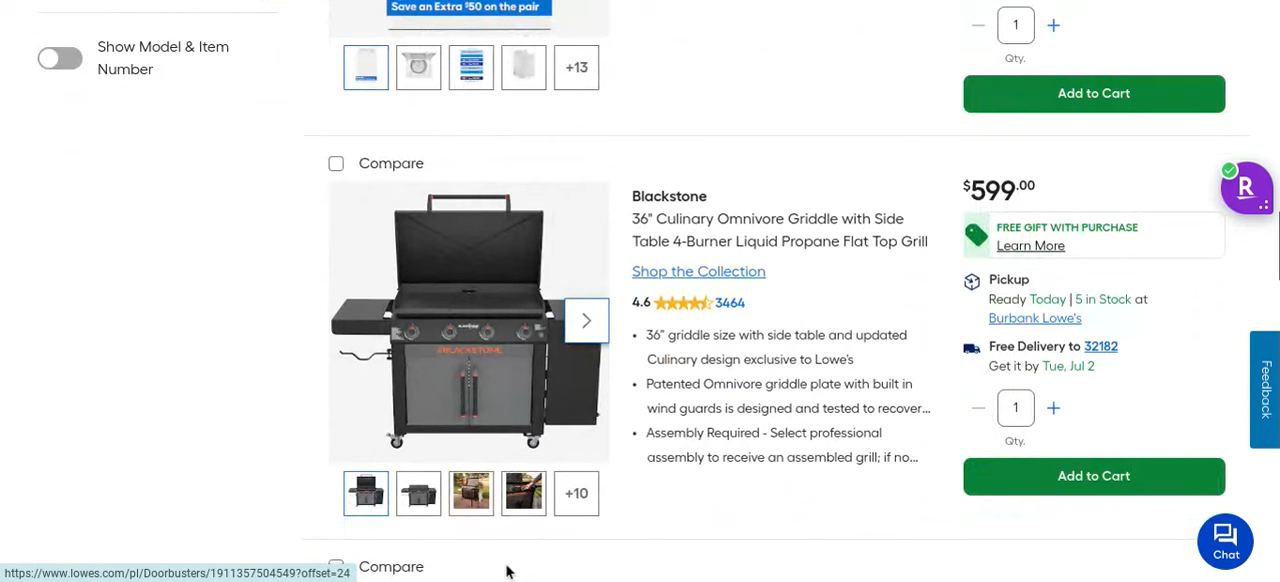 Save an Extra $50 on the pair
Show Model & Item
Number
+13
1
Qty.
Add to Cart
Compare
BLACKSTONE
Blackstone
36" Culinary Omnivore Griddle with Side
Table 4-Burner Liquid Propane Flat Top Grill
Shop the Collection
4.6 3464
• 36” griddle size with side table and updated
Culinary design exclusive to Lowe's
• Patented Omnivore griddle plate with built in
wind guards is designed and tested to recover...
• Assembly Required - Select professional
assembly to receive an assembled grill; if no...
+10
$599.00
FREE GIFT WITH PURCHASE
Learn More
Pickup
Ready Today | 5 in Stock at
Burbank Lowe's
Free Delivery to 32182
Get it by Tue, Jul 2
1
Qty.
Add to Cart
R
Feedback
Chat
Compare
https://www.lowes.com/pl/Doorbusters/1911357504549?offset=24